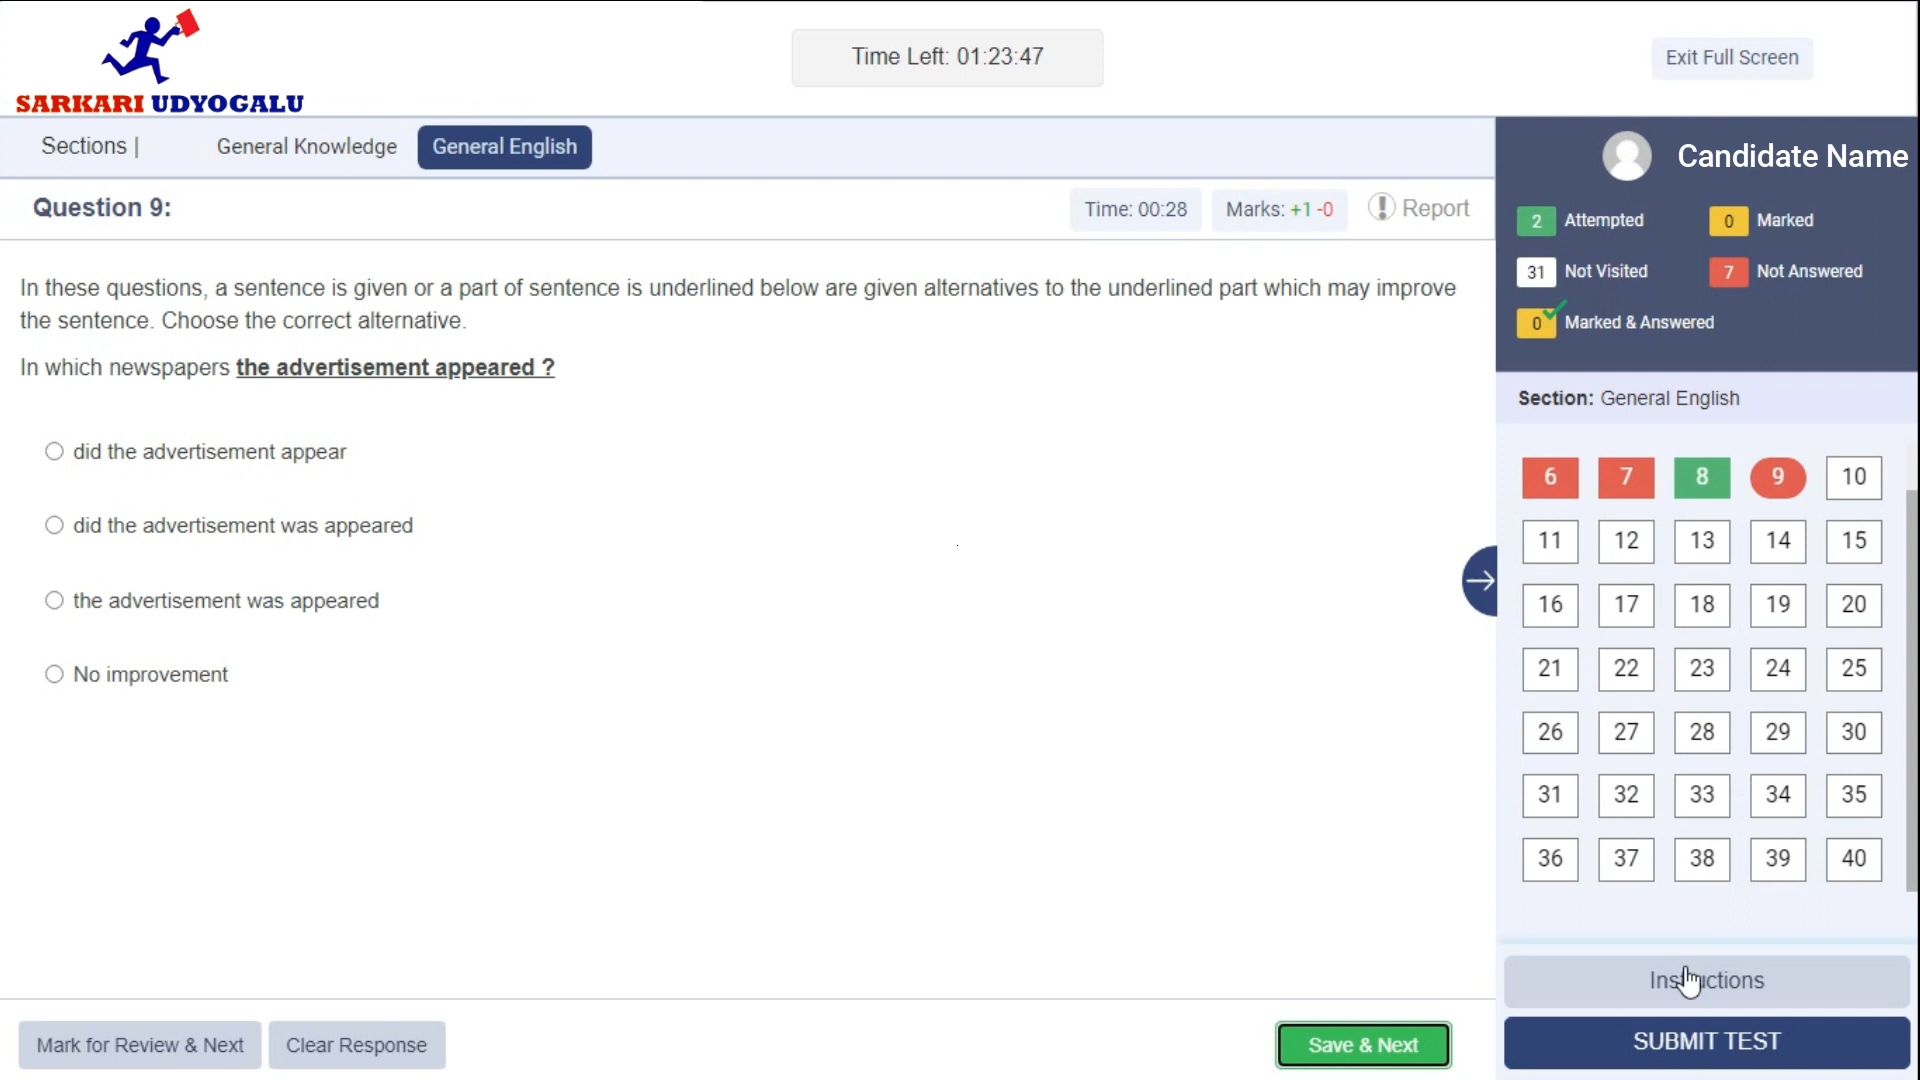 SARKARI UDYOGALU
Time Left: 01:23:47
Exit Full Screen
Sections |
General Knowledge
General English
Question 9:
Time: 00:28
Marks: +1 -0
Report
In these questions, a sentence is given or a part of sentence is underlined below are given alternatives to the underlined part which may improve
the sentence. Choose the correct alternative.
In which newspapers the advertisement appeared ?
did the advertisement appear
did the advertisement was appeared
the advertisement was appeared
No improvement
Mark for Review & Next
Clear Response
Save & Next
Candidate Name
2 Attempted
0 Marked
31 Not Visited
7 Not Answered
0 Marked & Answered
Section: General English
6 7 8 9 10
11 12 13 14 15
16 17 18 19 20
21 22 23 24 25
26 27 28 29 30
31 32 33 34 35
36 37 38 39 40
Instructions
SUBMIT TEST